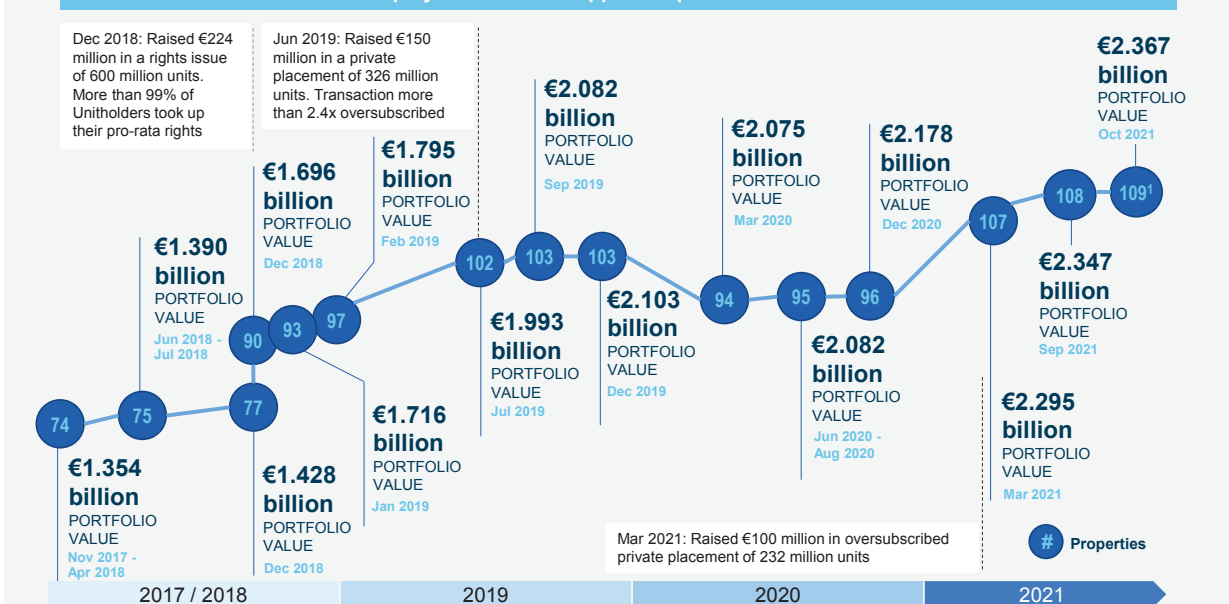 Dec 2018: Raised €224
million in a rights issue
of 600 million units.
More than 99% of
Unitholders took up
their pro-rata rights
Jun 2019: Raised €150
million in a private
placement of 326 million
units. Transaction more
than 2.4x oversubscribed
74
€1.354
billion
PORTFOLIO
VALUE
Nov 2017 -
Apr 2018
€1.390
billion
PORTFOLIO
VALUE
Jun 2018 -
Jul 2018
75
77
€1.428
billion
PORTFOLIO
VALUE
Dec 2018
€1.696
billion
PORTFOLIO
VALUE
Dec 2018
90
93
€1.716
billion
PORTFOLIO
VALUE
Jan 2019
€1.795
billion
PORTFOLIO
VALUE
Feb 2019
97
102
€1.993
billion
PORTFOLIO
VALUE
Jul 2019
€2.082
billion
PORTFOLIO
VALUE
Sep 2019
103
103
€2.103
billion
PORTFOLIO
VALUE
Dec 2019
€2.075
billion
PORTFOLIO
VALUE
Mar 2020
94
95
€2.082
billion
PORTFOLIO
VALUE
Jun 2020 -
Aug 2020
€2.178
billion
PORTFOLIO
VALUE
Dec 2020
96
107
€2.295
billion
PORTFOLIO
VALUE
Mar 2021
108
€2.347
billion
PORTFOLIO
VALUE
Sep 2021
€2.367
billion
PORTFOLIO
VALUE
Oct 2021
109¹
Mar 2021: Raised €100 million in oversubscribed
private placement of 232 million units
# Properties
2017 / 2018
2019
2020
2021